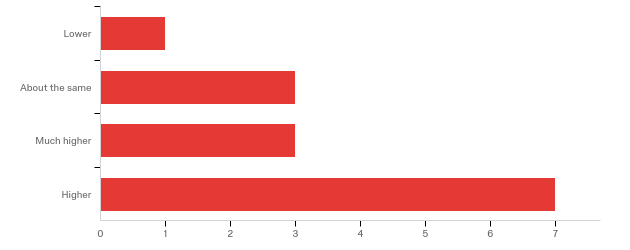 Lower
About the same
Much higher
Higher
0 1 2 3 4 5 6 7